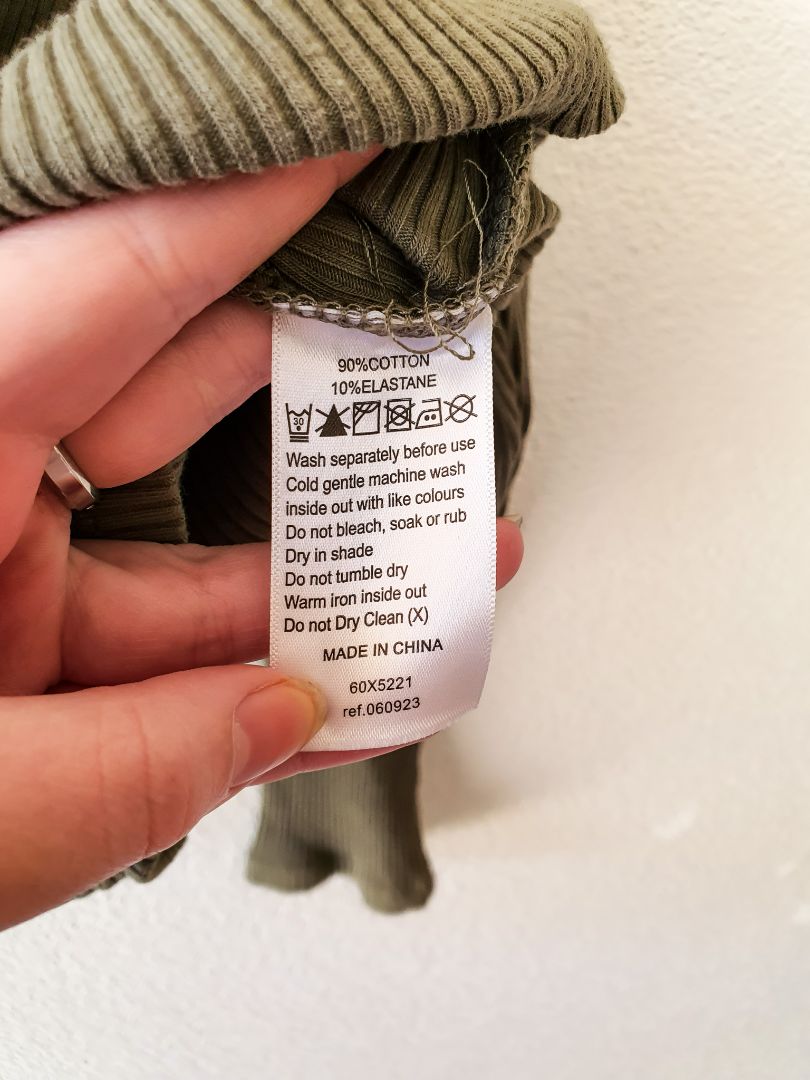 90%COTTON
10%ELASTANE
30
Wash separately before use
Cold gentle machine wash
inside out with like colours
Do not bleach, soak or rub
Dry in shade
Do not tumble dry
Warm iron inside out
Do not Dry Clean (X)
MADE IN CHINA
60X5221
ref.060923